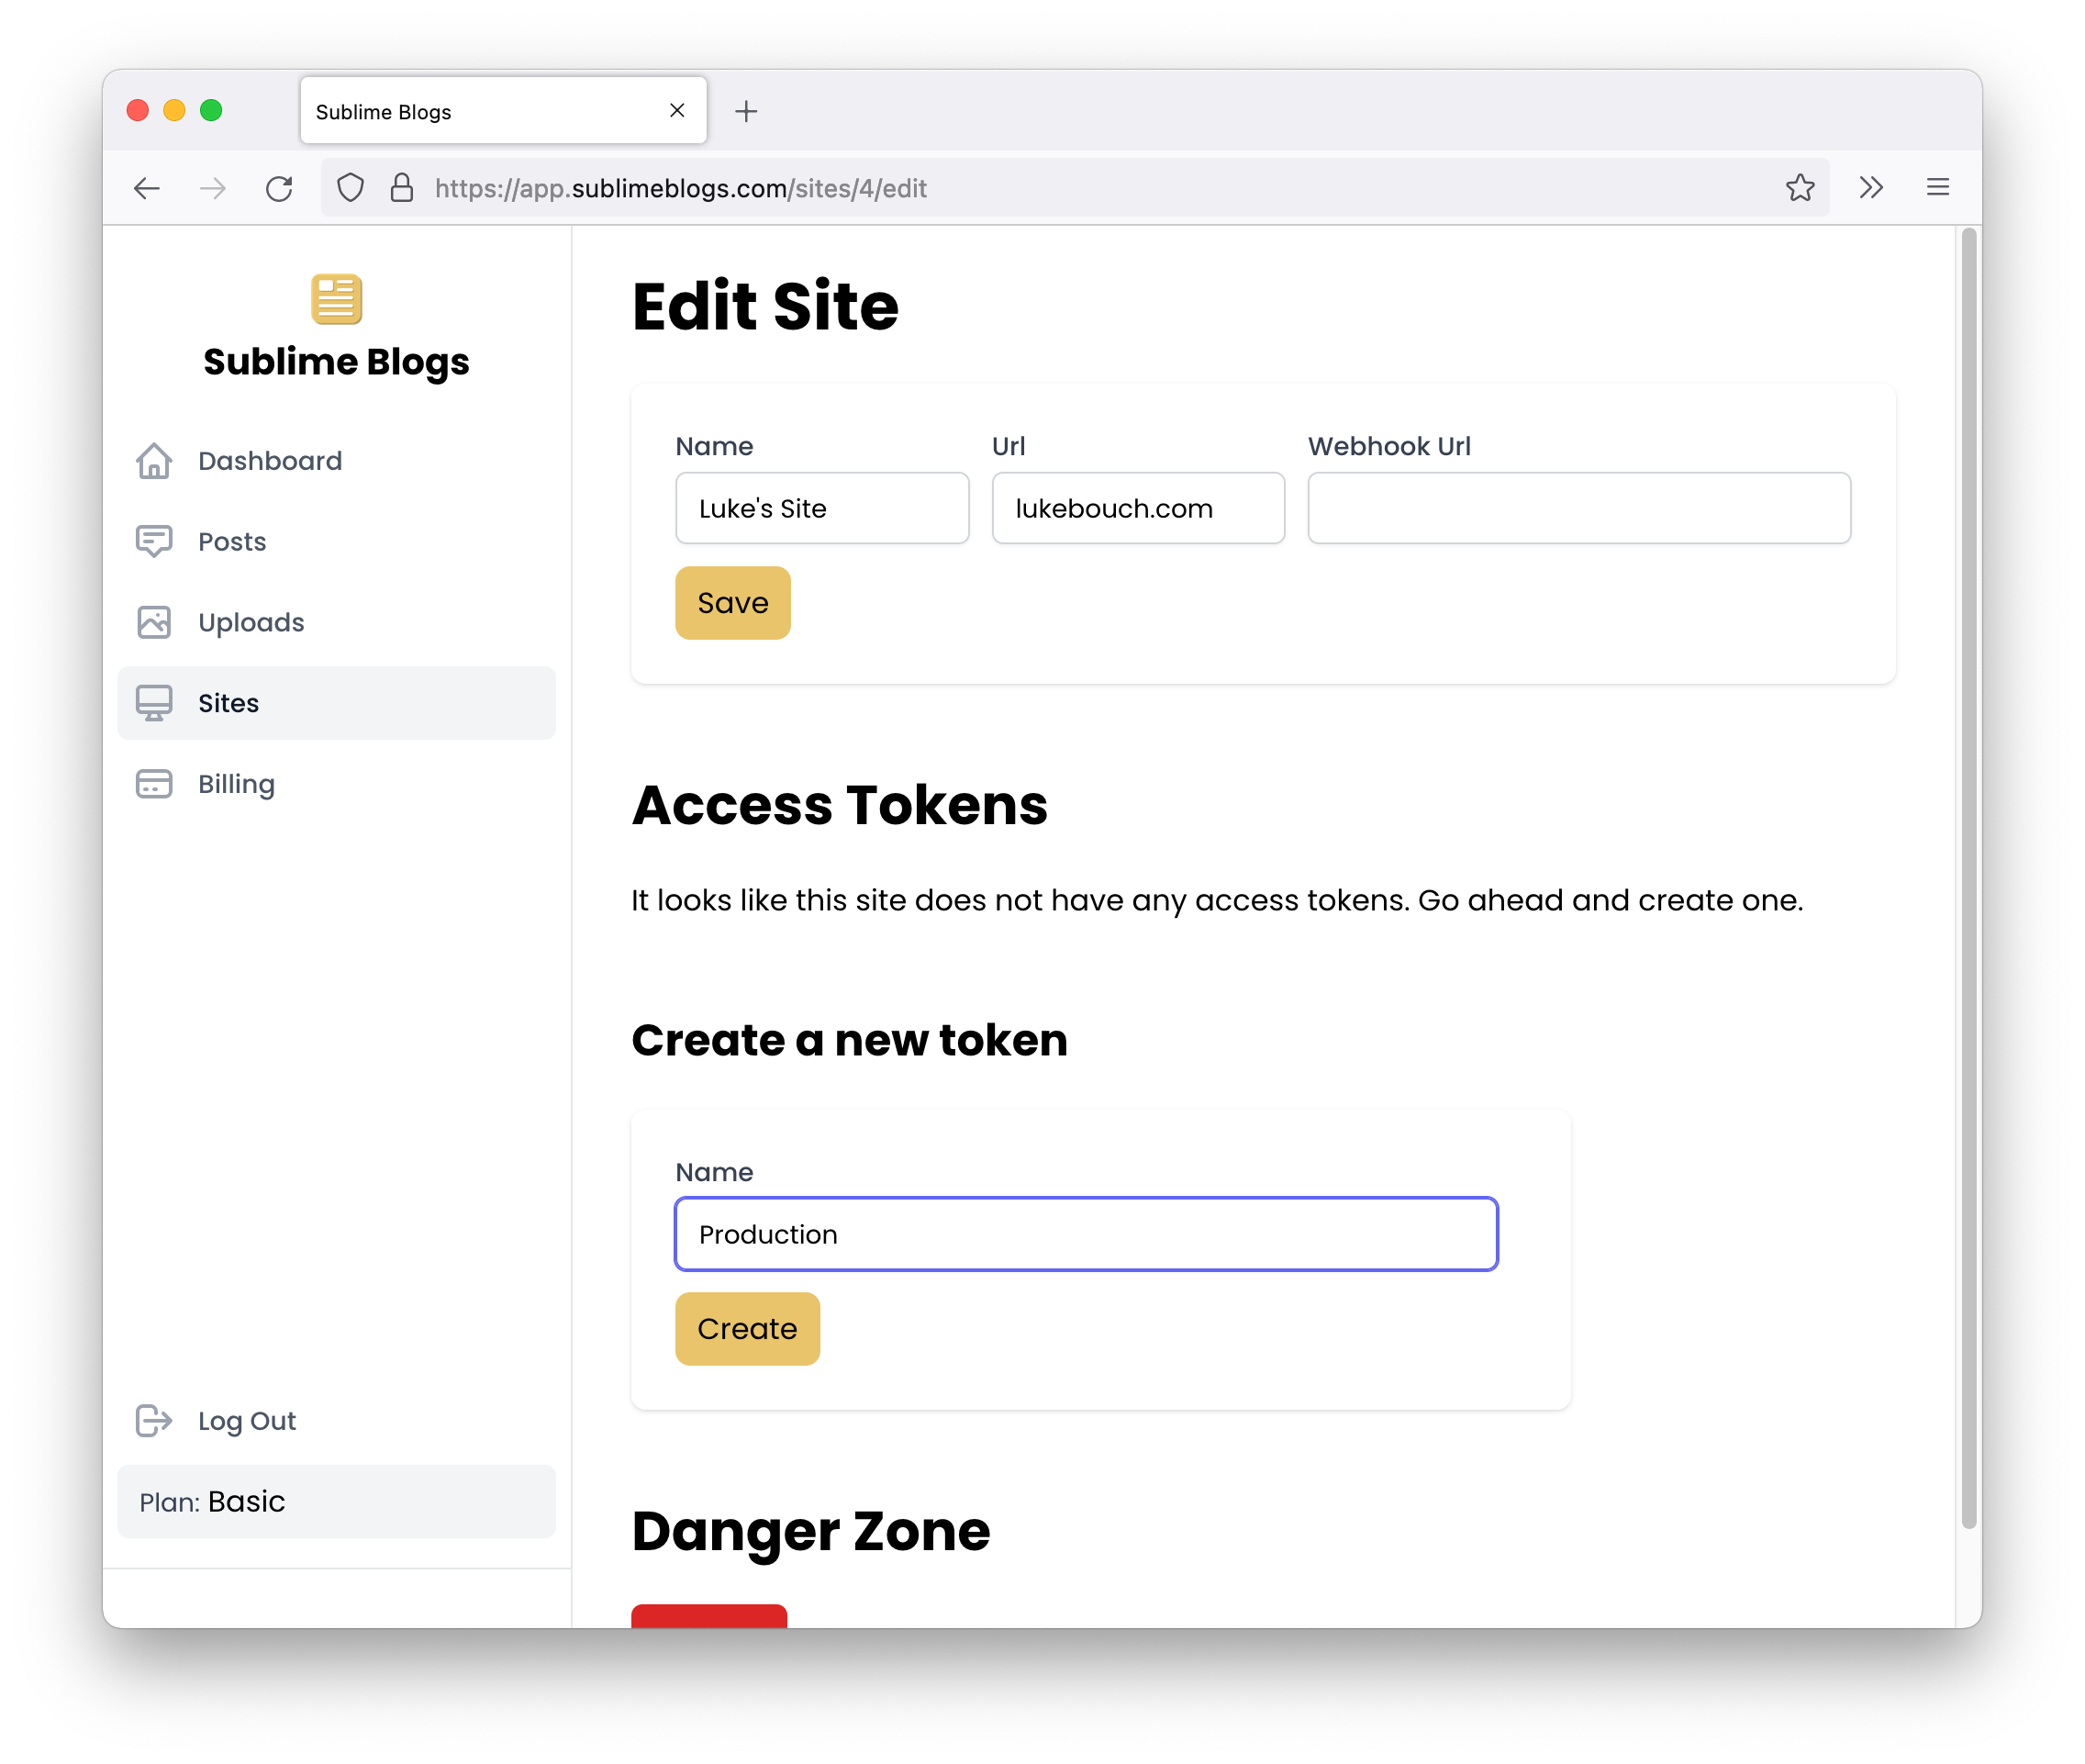 Sublime Blogs
https://app.sublimeblogs.com/sites/4/edit
Sublime Blogs
Dashboard
Posts
Uploads
Sites
Billing
Log Out
Plan: Basic
Edit Site
Name
Url
Webhook Url
Luke's Site
lukebouch.com
Save
Access Tokens
It looks like this site does not have any access tokens. Go ahead and create one.
Create a new token
Name
Production
Create
Danger Zone